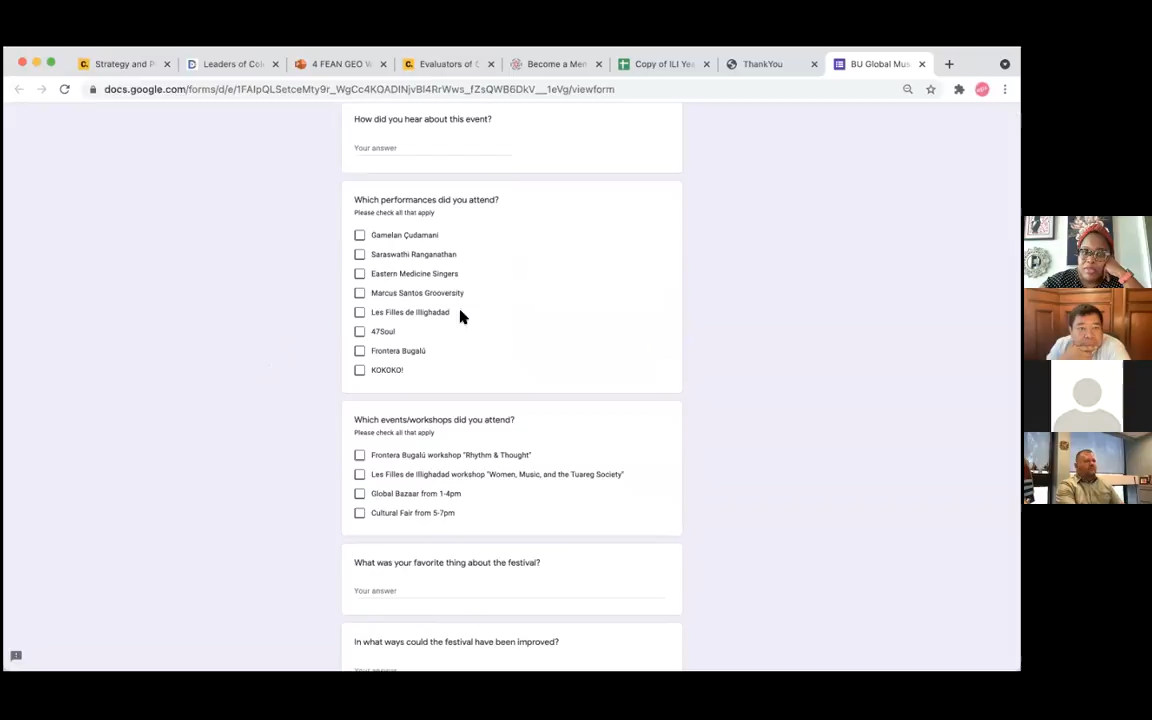 Strategy and P
Leaders of Col
4 FEAN GEO V
Evaluators of C
Become a Men
Copy of ILI Yea
ThankYou
BU Global Mus
docs.google.com/forms/d/e/
How did you hear about this event?
Your answer
Which performances did you attend?
Please check all that apply
Gamelan Çudamani
Saraswathi Ranganathan
Eastern Medicine Singers
Marcus Santos Grooversity
Les Filles de Illighadad
47Soul
Frontera Bugalú
KOKOKO!
Which events/workshops did you attend?
Please check all that apply
Frontera Bugalú workshop "Rhythm & Thought"
Les Filles de Illighadad workshop "Women, Music, and the Tuareg Society"
Global Bazaar from 1-4pm
Cultural Fair from 5-7pm
What was your favorite thing about the festival?
Your answer
In what ways could the festival have been improved?
Your answer